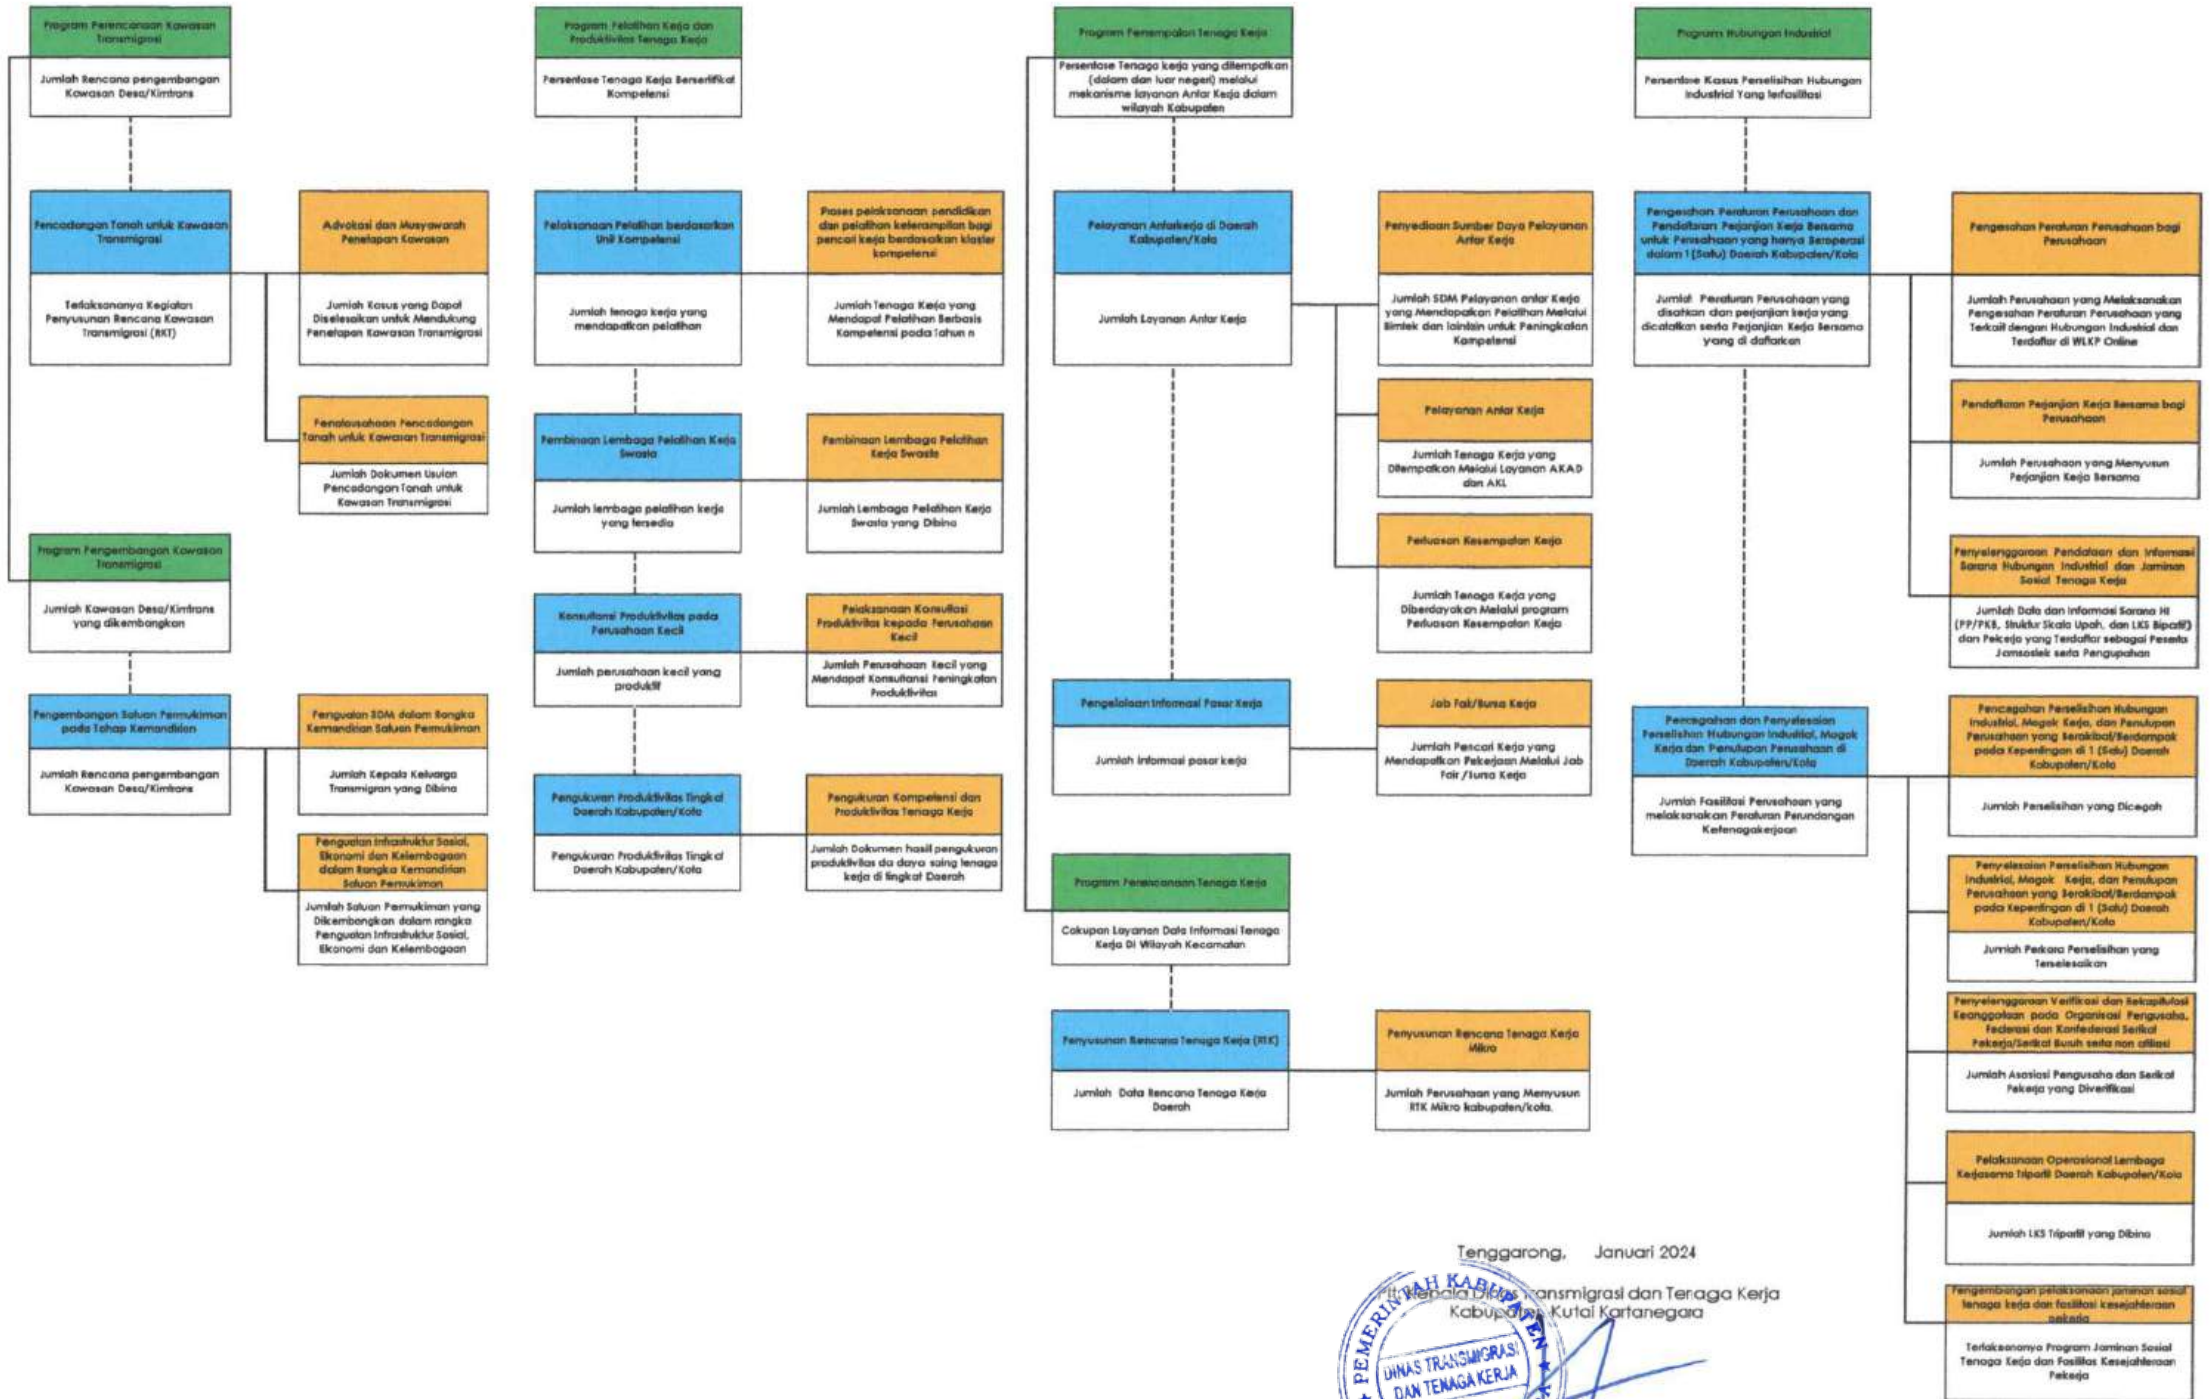 Program Perencanaan Kawasan
Transmigrasi
Jumlah Rencana pengembangan
Kawasan Desa/Kimtrans
Pencadangan Tanah untuk Kawasan
Transmigrasi
Terlaksananya Kegiatan
Penyusunan Rencana Kawasan
Transmigrasi (RKT)
Advokasi dan Musyawarah
Penetapan Kawasan
Jumlah Kasus yang Dapat
Diselesaikan untuk Mendukung
Penetapan Kawasan Transmigrasi
Penatausahaan Pencadangan
Tanah untuk Kawasan Transmigrasi
Jumlah Dokumen Usulan
Pencadangan Tanah untuk
Kawasan Transmigrasi
Program Pengembangan Kawasan
Transmigrasi
Jumlah Kawasan Desa/Kimtrans
yang dikembangkan
Pengembangan Satuan Permukiman
pada Tahap Kemandirian
Jumlah Rencana pengembangan
Kawasan Desa/Kimtrans
Penguatan SDM dalam Rangka
Kemandirian Satuan Permukiman
Jumlah Kepala Keluarga
Transmigran yang Dibina
Penguatan Infrastruktur Sosial,
Ekonomi dan Kelembagaan
dalam Rangka Kemandirian
Satuan Permukiman
Jumlah Satuan Permukiman yang
Dikembangkan dalam rangka
Penguatan Infrastruktur Sosial,
Ekonomi dan Kelembagaan
Program Pelatihan Kerja dan
Produktivitas Tenaga Kerja
Persentase Tenaga Kerja Bersertifikat
Kompetensi
Pelaksanaan Pelatihan berdasarkan
Unit Kompetensi
Jumlah tenaga kerja yang
mendapatkan pelatihan
Proses pelaksanaan pendidikan
dan pelatihan keterampilan bagi
pencari kerja berdasarkan klaster
kompetensi
Jumlah Tenaga Kerja yang
Mendapat Pelatihan Berbasis
Kompetensi pada Tahun n
Pembinaan Lembaga Pelatihan Kerja
Swasta
Jumlah lembaga pelatihan kerja
yang tersedia
Pembinaan Lembaga Pelatihan
Kerja Swasta
Jumlah Lembaga Pelatihan Kerja
Swasta yang Dibina
Konsultansi Produktivitas pada
Perusahaan Kecil
Jumlah perusahaan kecil yang
produktif
Pelaksanaan Konsultasi
Produktivitas kepada Perusahaan
Kecil
Jumlah Perusahaan Kecil yang
Mendapat Konsultansi Peningkatan
Produktivitas
Pengukuran Produktivitas Tingkat
Daerah Kabupaten/Kota
Pengukuran Produktivitas Tingkat
Daerah Kabupaten/Kota
Pengukuran Kompetensi dan
Produktivitas Tenaga Kerja
Jumlah Dokumen hasil pengukuran
produktivitas da daya saing tenaga
kerja di tingkat Daerah
Program Penempatan Tenaga Kerja
Persentase Tenaga kerja yang ditempatkan
(dalam dan luar negeri) melalui
mekanisme layanan Antar Kerja dalam
wilayah Kabupaten
Pelayanan Antarkerja di Daerah
Kabupaten/Kota
Jumlah Layanan Antar Kerja
Penyediaan Sumber Daya Pelayanan
Antar Kerja
Jumlah SDM Pelayanan antar Kerja
yang Mendapatkan Pelatihan Melalui
Bimtek dan lainlain untuk Peningkatan
Kompetensi
Pelayanan Antar Kerja
Jumlah Tenaga Kerja yang
Ditempatkan Melalui Layanan AKAD
dan AKL
Perluasan Kesempatan Kerja
Jumlah Tenaga Kerja yang
Diberdayakan Melalui program
Perluasan Kesempatan Kerja
Pengelolaan Informasi Pasar Kerja
Jumlah informasi pasar kerja
Job Fair/Bursa Kerja
Jumlah Pencari Kerja yang
Mendapatkan Pekerjaan Melalui Job
Fair /Bursa Kerja
Program Perencanaan Tenaga Kerja
Cakupan Layanan Data Informasi Tenaga
Kerja Di Wilayah Kecamatan
Penyusunan Rencana Tenaga Kerja (RTK)
Jumlah Data Rencana Tenaga Kerja
Daerah
Penyusunan Rencana Tenaga Kerja
Mikro
Jumlah Perusahaan yang Menyusun
RTK Mikro kabupaten/kota.
Program Hubungan Industrial
Persentase Kasus Perselisihan Hubungan
Industrial Yang terfasilitasi
Pengesahan Peraturan Perusahaan dan
Pendaftaran Perjanjian Kerja Bersama
untuk Perusahaan yang hanya Beroperasi
dalam 1 (Satu) Daerah Kabupaten/Kota
Jumlah Peraturan Perusahaan yang
disahkan dan perjanjian kerja yang
dicatatkan serta Perjanjian Kerja Bersama
yang di daftarkan
Pengesahan Peraturan Perusahaan bagi
Perusahaan
Jumlah Perusahaan yang Melaksanakan
Pengesahan Peraturan Perusahaan yang
Terkait dengan Hubungan Industrial dan
Terdaftar di WLKP Online
Pendaftaran Perjanjian Kerja Bersama bagi
Perusahaan
Jumlah Perusahaan yang Menyusun
Perjanjian Kerja Bersama
Penyelenggaraan Pendataan dan Informasi
Sarana Hubungan Industrial dan Jaminan
Sosial Tenaga Kerja
Jumlah Data dan Informasi Sarana HI
(PP/PKB, Struktur Skala Upah, dan LKS Bipartit)
dan Pekerja yang Terdaftar sebagai Peserta
Jamsostek serta Pengupahan
Pencegahan dan Penyelesaian
Perselisihan Hubungan Industrial, Mogok
Kerja dan Penutupan Perusahaan di
Daerah Kabupaten/Kota
Jumlah Fasilitasi Perusahaan yang
melaksanakan Peraturan Perundangan
Ketenagakerjaan
Pencegahan Perselisihan Hubungan
Industrial, Mogok Kerja, dan Penutupan
Perusahaan yang Berakibat/Berdampak
pada Kepentingan di 1 (Satu) Daerah
Kabupaten/Kota
Jumlah Perselisihan yang Dicegah
Penyelesaian Perselisihan Hubungan
Industrial, Mogok Kerja, dan Penutupan
Perusahaan yang Berakibat/Berdampak
pada Kepentingan di 1 (Satu) Daerah
Kabupaten/Kota
Jumlah Perkara Perselisihan yang
Terselesaikan
Penyelenggaraan Verifikasi dan Rekapitulasi
Keanggotaan pada Organisasi Pengusaha,
Federasi dan Konfederasi Serikat
Pekerja/Serikat Buruh serta non afiliasi
Jumlah Asosiasi Pengusaha dan Serikat
Pekerja yang Diverifikasi
Pelaksanaan Operasional Lembaga
Kerjasama Tripartit Daerah Kabupaten/Kota
Jumlah LKS Tripartit yang Dibina
Pengembangan pelaksanaan jaminan sosial
tenaga kerja dan fasilitasi kesejahteraan
pekerja
Terlaksananya Program Jaminan Sosial
Tenaga Kerja dan Fasilitas Kesejahteraan
Pekerja
Tenggarong, Januari 2024
Plt. Kepala Dinas Transmigrasi dan Tenaga Kerja
Kabupaten Kutai Kartanegara
PEMERINTAH KABUPATEN
DINAS TRANSMIGRASI
DAN TENAGA KERJA